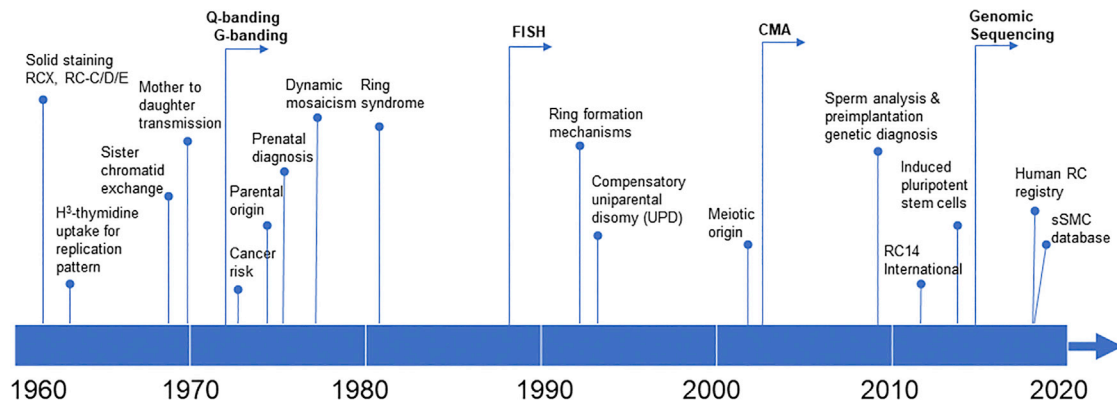 Q-banding
G-banding
FISH
CMA
Genomic
Sequencing
Solid staining
RCX, RC-C/D/E
Mother to
daughter
transmission
Dynamic
mosaicism
Ring
syndrome
Sister
chromatid
exchange
Prenatal
diagnosis
H³-thymidine
uptake for
replication
pattern
Parental
origin
Cancer
risk
Ring formation
mechanisms
Compensatory
uniparental
disomy (UPD)
Meiotic
origin
Sperm analysis &
preimplantation
genetic diagnosis
Induced
pluripotent
stem cells
RC14
International
Human RC
registry
sSMC
database
1960
1970
1980
1990
2000
2010
2020